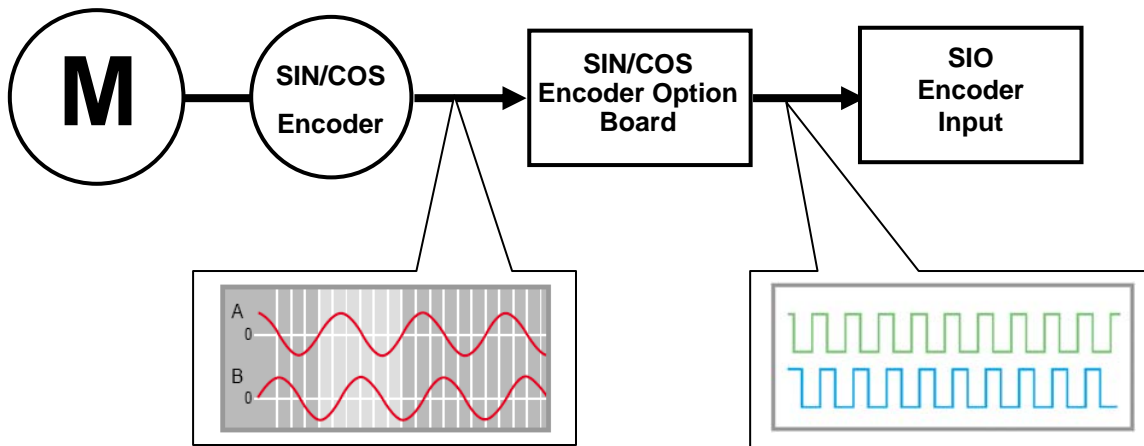 M
SIN/COS
Encoder
SIN/COS
Encoder Option
Board
SIO
Encoder
Input
A
0
B
0